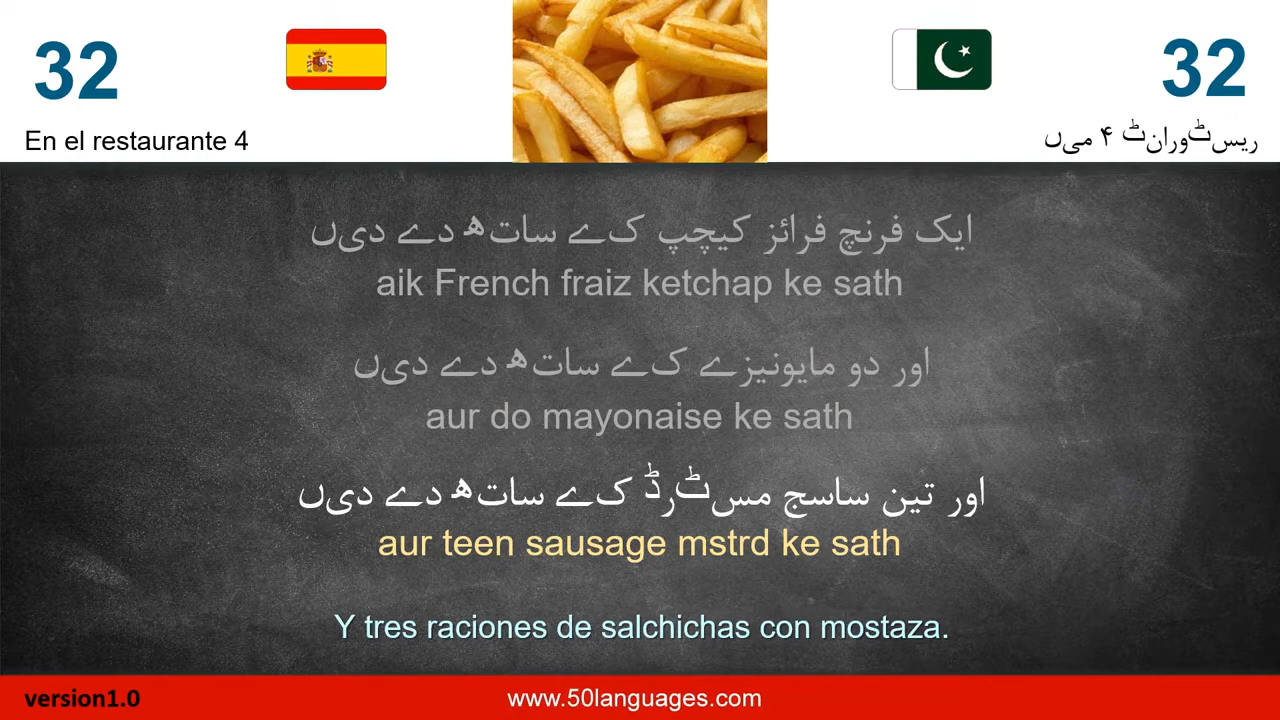 32
En el restaurante 4
32
ریسٹورانٹ ۴ میں
ایک فرنچ فرائز کیچپ کے ساتھ دے دیں
aik French fraiz ketchap ke sath
اور دو مایونیزے کے ساتھ دے دیں
aur do mayonaise ke sath
اور تین ساسج مسٹرڈ کے ساتھ دے دیں
aur teen sausage mstrd ke sath
Y tres raciones de salchichas con mostaza.
version1.0
www.50languages.com